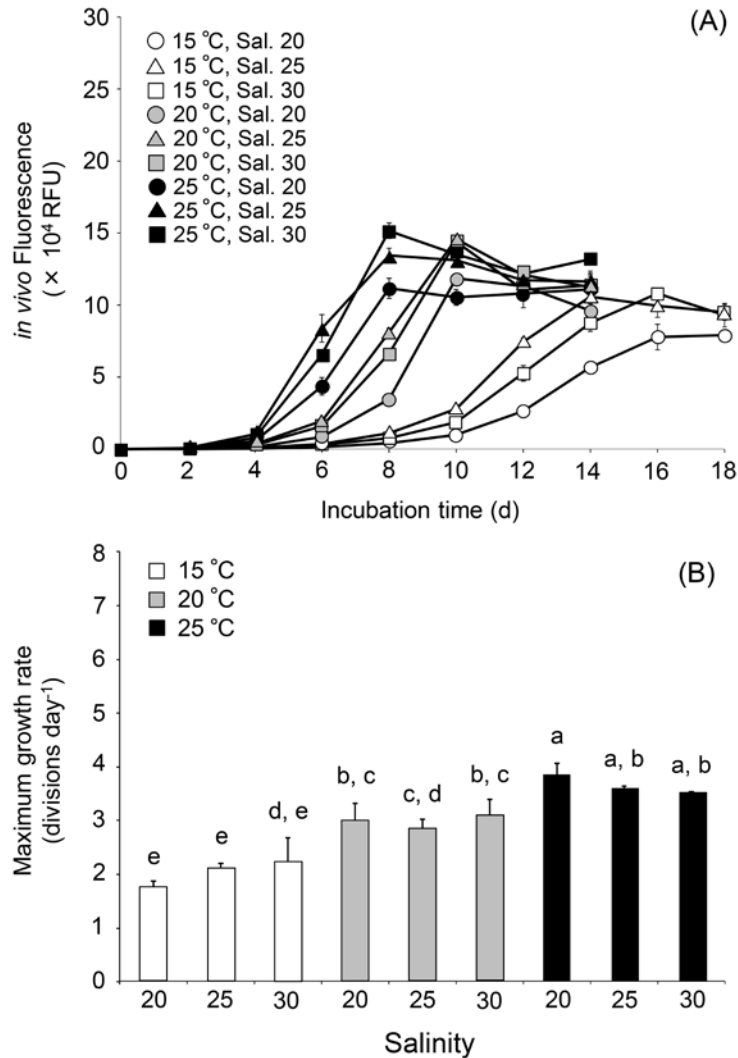 (A)
30
25
20
15
10
5
0
in vivo Fluorescence
(× 10⁴ RFU)
15 °C, Sal. 20
15 °C, Sal. 25
15 °C, Sal. 30
20 °C, Sal. 20
20 °C, Sal. 25
20 °C, Sal. 30
25 °C, Sal. 20
25 °C, Sal. 25
25 °C, Sal. 30
0 2 4 6 8 10 12 14 16 18
Incubation time (d)
(B)
8
7
6
5
4
3
2
1
0
Maximum growth rate
(divisions day⁻¹)
15 °C
20 °C
25 °C
e e d, e b, c c, d b, c a a, b a, b
20 25 30 20 25 30 20 25 30
Salinity